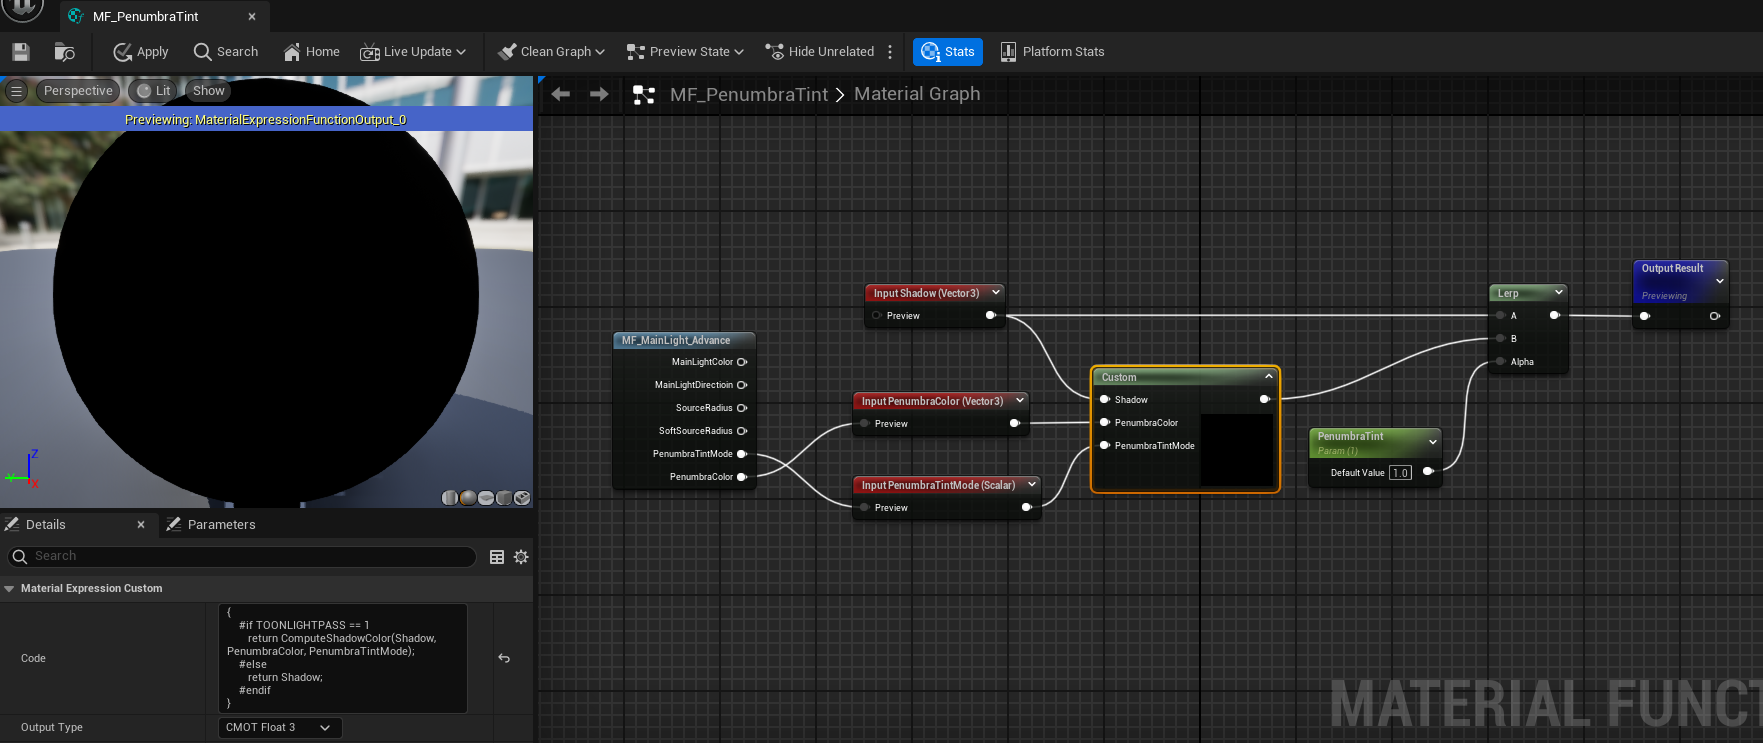 MF_PenumbraTint
Apply
Search
Home
Live Update
Clean Graph
Preview State
Hide Unrelated
Stats
Platform Stats
Perspective
Lit
Show
Previewing: MaterialExpressionFunctionOutput_0
MF_PenumbraTint > Material Graph
Output Result
Previewing
Input Shadow (Vector3)
Preview
Lerp
A
B
Alpha
MF_MainLight_Advance
MainLightColor
MainLightDirectioin
SourceRadius
SoftSourceRadius
PenumbraTintMode
PenumbraColor
Input PenumbraColor (Vector3)
Preview
Input PenumbraTintMode (Scalar)
Preview
Custom
Shadow
PenumbraColor
PenumbraTintMode
PenumbraTint
Param (1)
Default Value 1.0
Z
Y
X
Details
Parameters
Search
Material Expression Custom
Code
{
#if TOONLIGHTPASS == 1
return ComputeShadowColor(Shadow,
PenumbraColor, PenumbraTintMode);
#else
return Shadow;
#endif
}
Output Type
CMOT Float 3
MATERIAL FUNCT